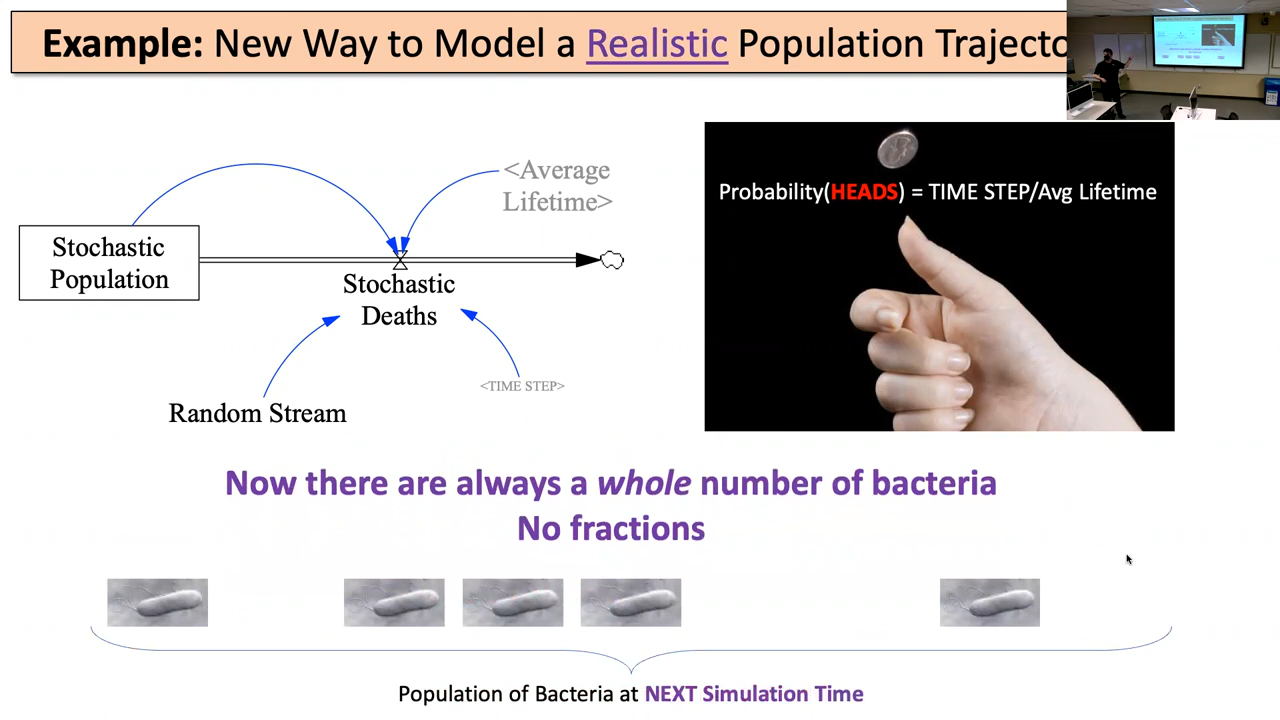 Example: New Way to Model a Realistic Population Trajecto
<Average
Lifetime>
Stochastic
Population
Stochastic
Deaths
<TIME STEP>
Random Stream
Probability(HEADS) = TIME STEP/Avg Lifetime
Now there are always a whole number of bacteria
No fractions
Population of Bacteria at NEXT Simulation Time